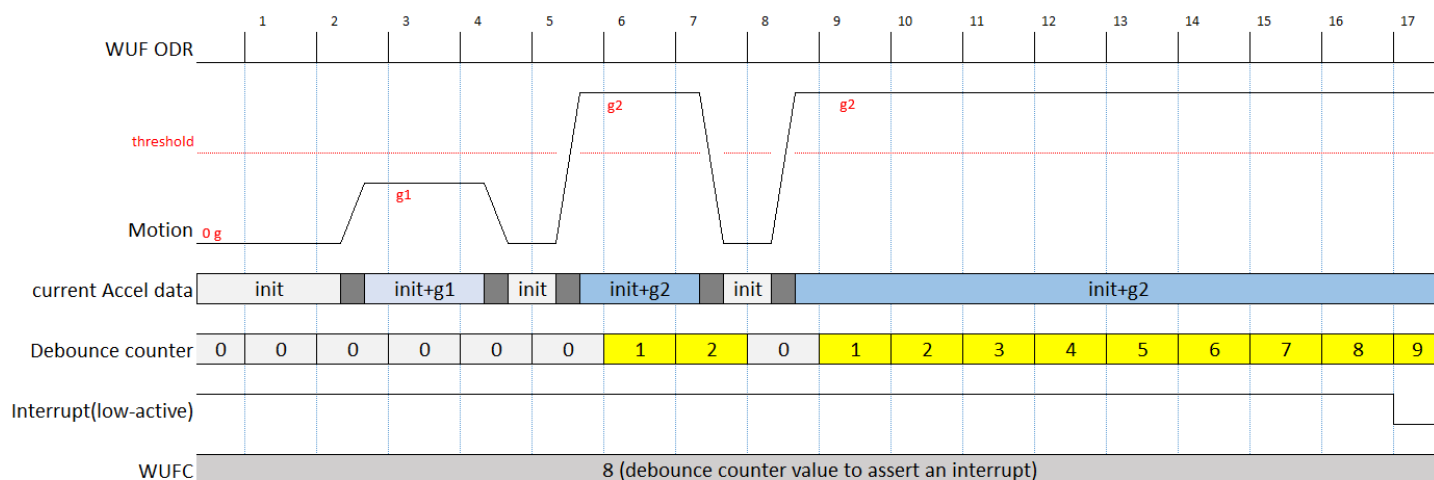 1 2 3 4 5 6 7 8 9 10 11 12 13 14 15 16 17
WUF ODR
g2 g2
threshold
g1
Motion 0 g
current Accel data init init+g1 init init+g2 init init+g2
Debounce counter 0 0 0 0 0 0 1 2 0 1 2 3 4 5 6 7 8 9
Interrupt(low-active)
WUFC 8 (debounce counter value to assert an interrupt)